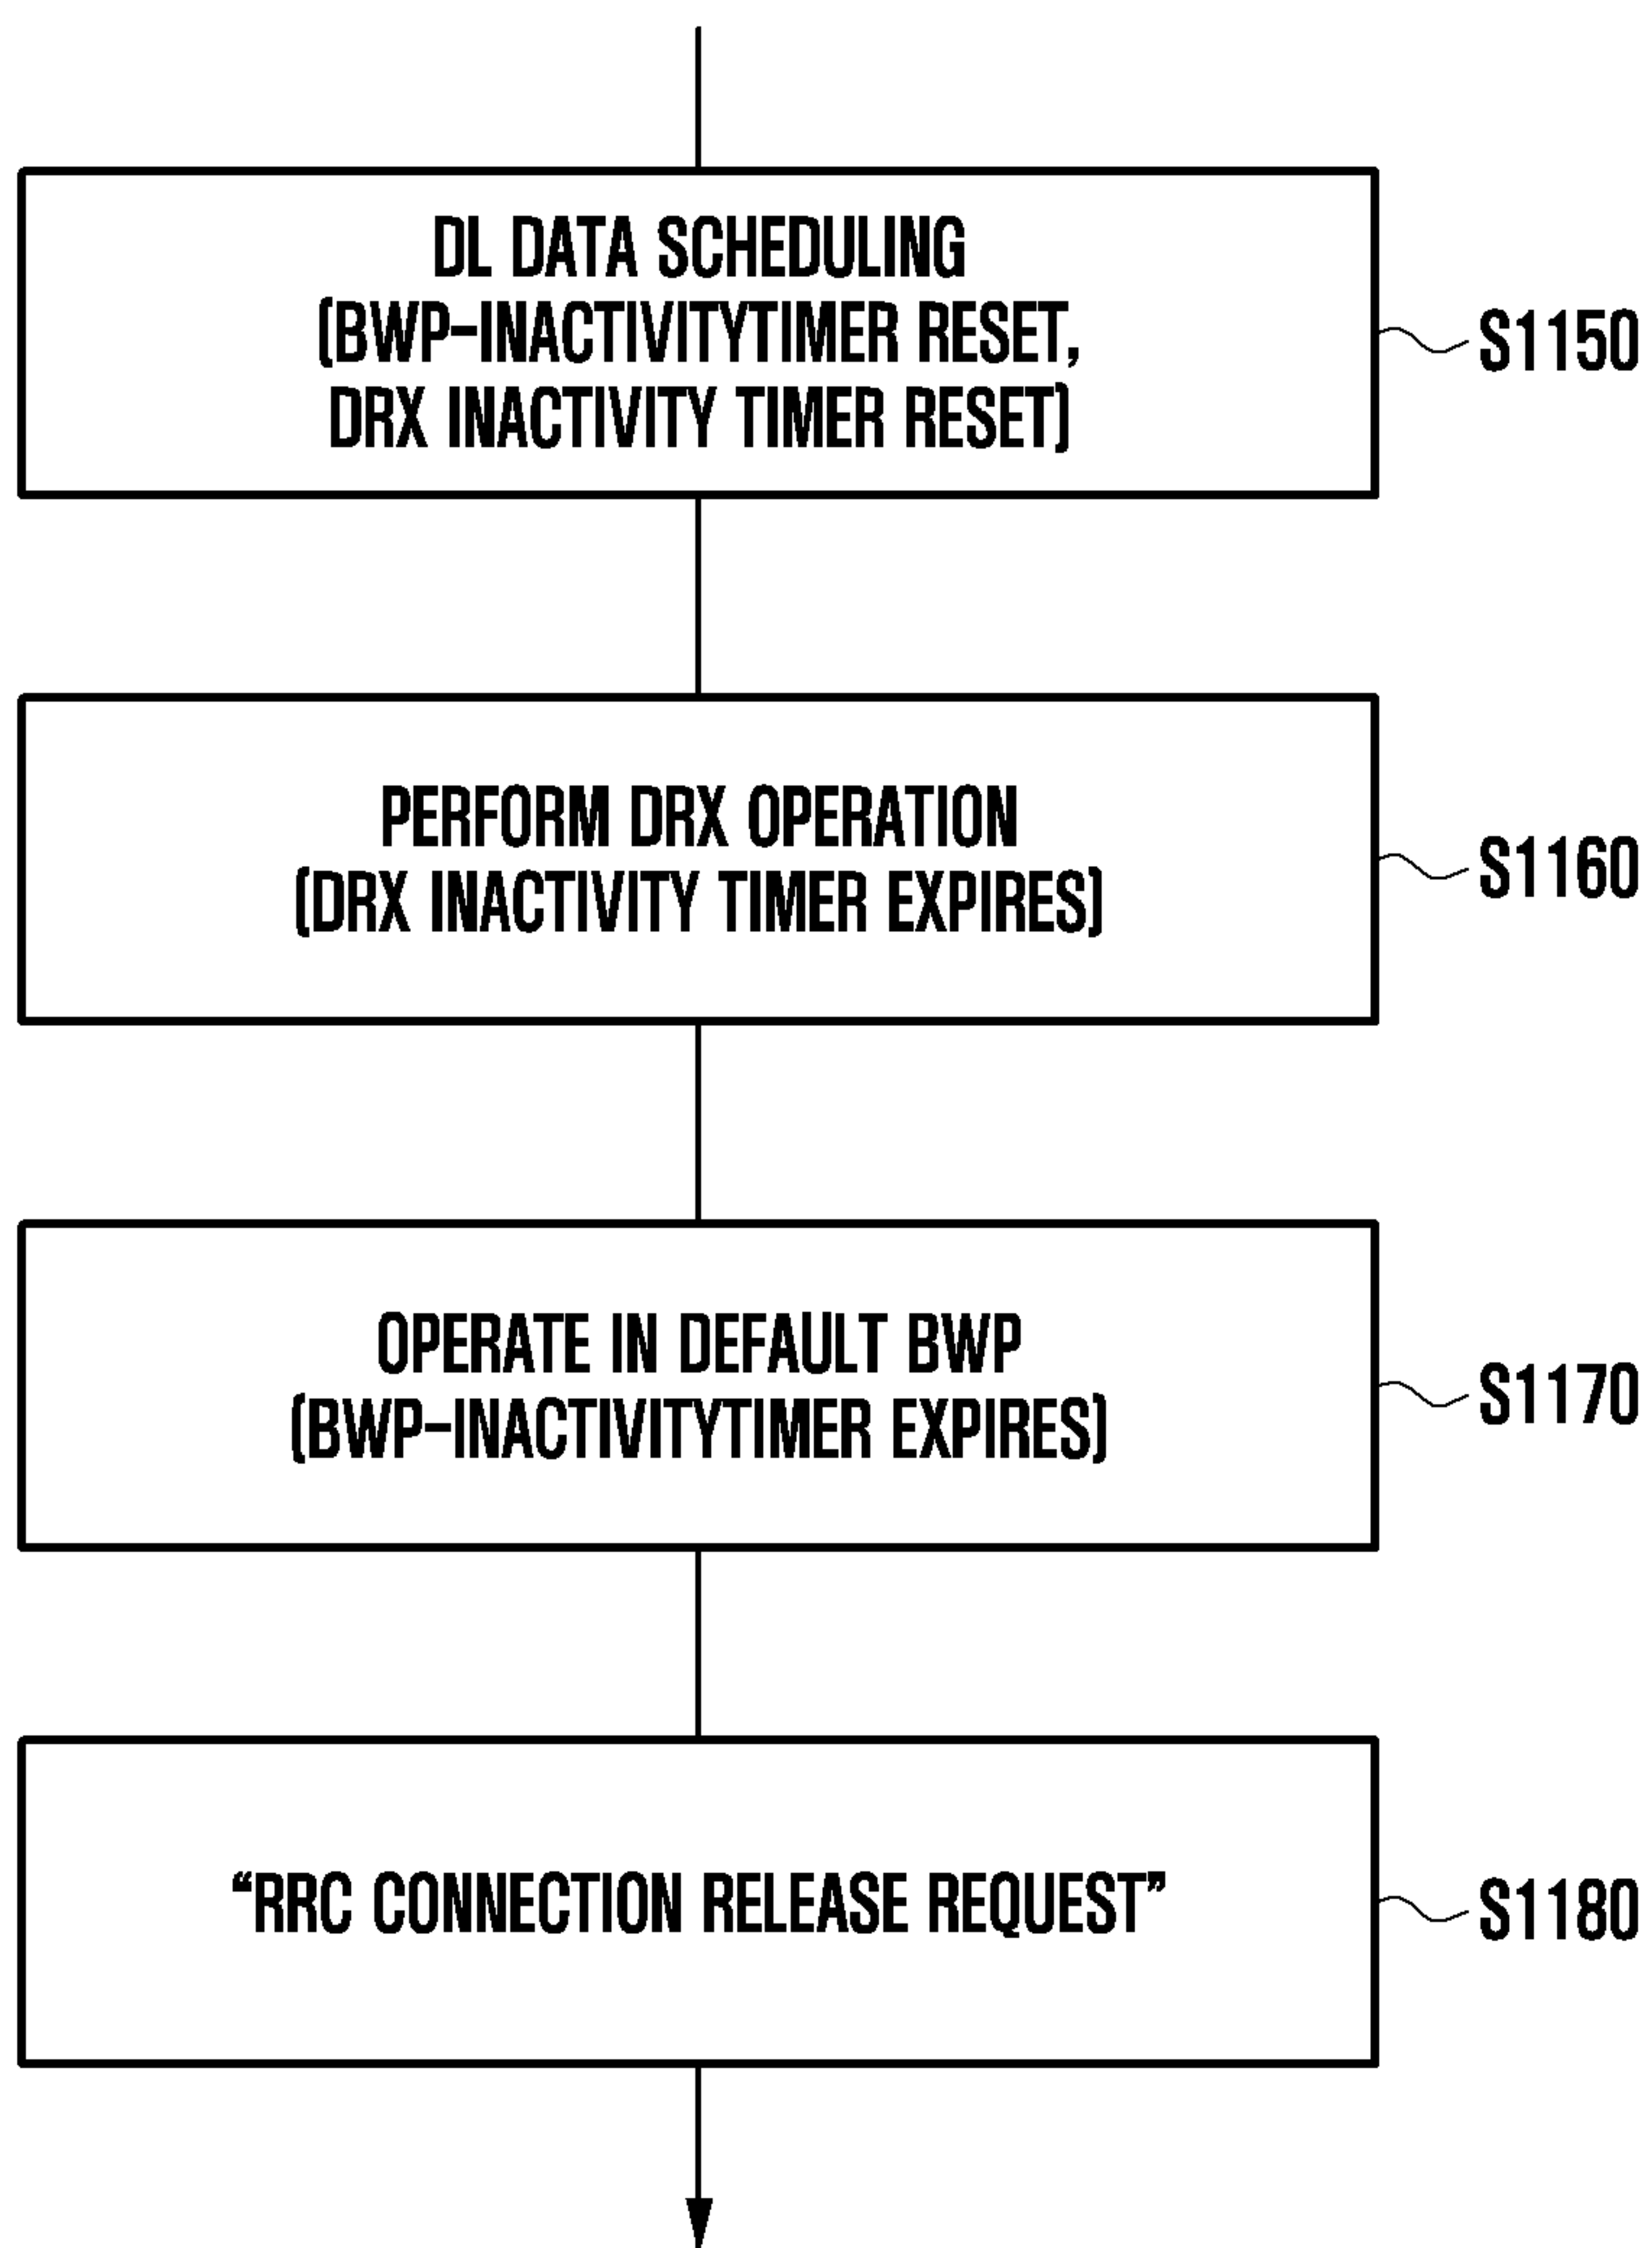 DL DATA SCHEDULING
(BWP-INACTIVITYTIMER RESET,
DRX INACTIVITY TIMER RESET)
S1150
PERFORM DRX OPERATION
(DRX INACTIVITY TIMER EXPIRES)
S1160
OPERATE IN DEFAULT BWP
(BWP-INACTIVITYTIMER EXPIRES)
S1170
“RRC CONNECTION RELEASE REQUEST”
S1180